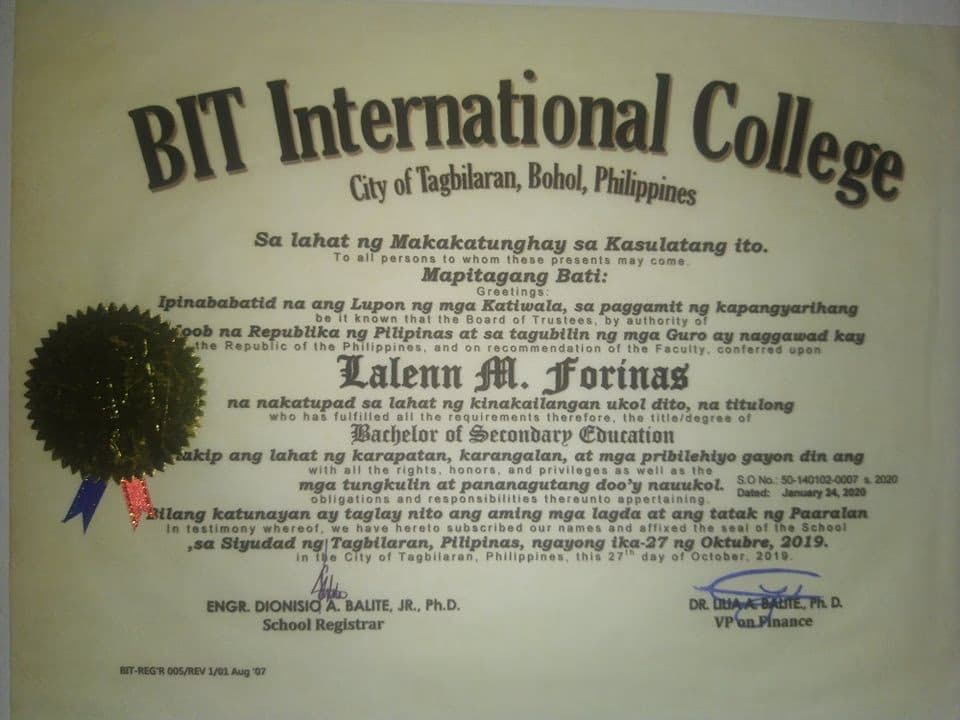 BIT International College
City of Tagbilaran, Bohol, Philippines
Sa lahat ng Makakatunghay sa Kasulatang ito.
To all persons to whom these presents may come.
Mapitagang Bati:
Greetings:
Ipinababatid na ang Lupon ng mga Katiwala, sa paggamit ng kapangyarihang
be it known that the Board of Trustees, by authority of
loob na Republika ng Pilipinas at sa tagubilin ng mga Guro ay naggawad kay
the Republic of the Philippines, and on recommendation of the Faculty, conferred upon
Lalenn M. Forinas
na nakatupad sa lahat ng kinakailangan ukol dito, na titulong
who has fulfilled all the requirements therefore, the title/degree of
Bachelor of Secondary Education
akip ang lahat ng karapatan, karangalan, at mga pribilehiyo gayon din ang
with all the rights, honors, and privileges as well as the
mga tungkulin at pananagutang doo'y nauukol.
obligations and responsibilities thereunto appertaining.
S.O No.: 50-140102-0007 s. 2020
Dated: January 24, 2020
Bilang katunayan ay taglay nito ang aming mga lagda at ang tatak ng Paaralan
In testimony whereof, we have hereto subscribed our names and affixed the seal of the School
,sa Siyudad ng Tagbilaran, Pilipinas, ngayong ika-27 ng Oktubre, 2019.
in the City of Tagbilaran, Philippines, this 27th day of October, 2019.
ENGR. DIONISIO A. BALITE, JR., Ph.D.
School Registrar
DR. LILIA A. BALITE, Ph. D.
VP on Finance
BIT-REG'R 005/REV 1/01 Aug '07